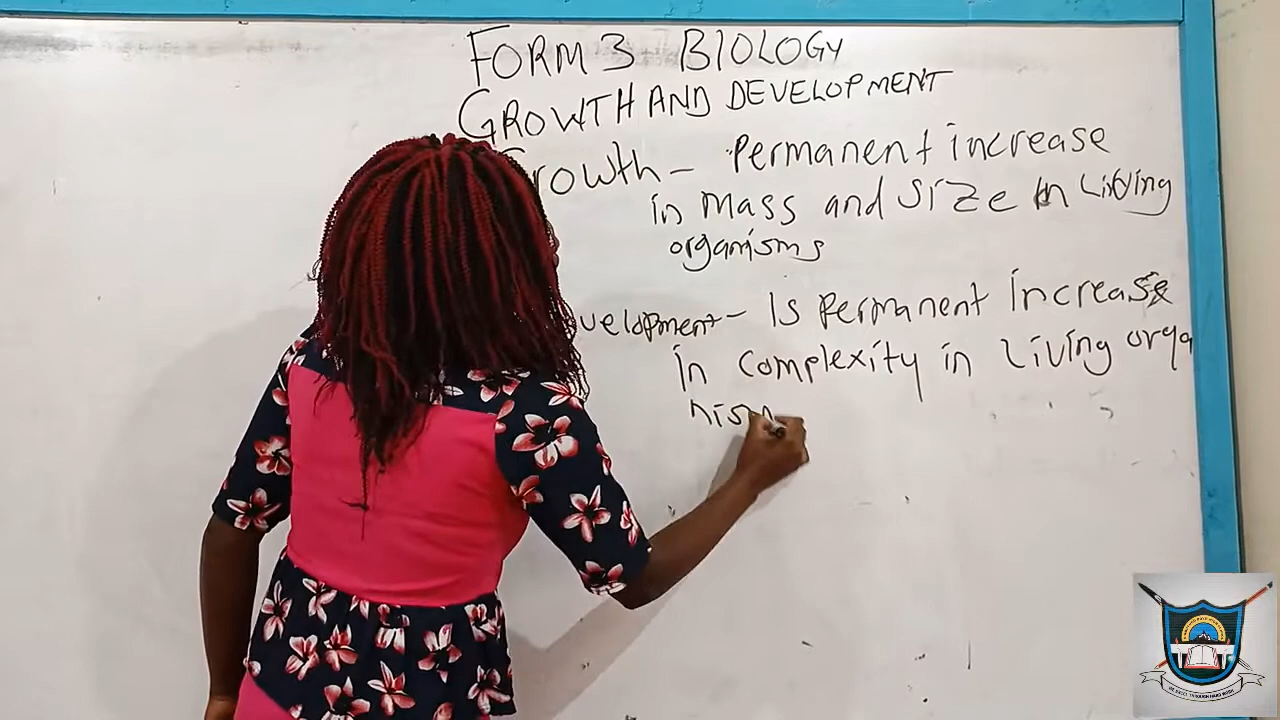 FORM 3 BIOLOGY
GROWTH AND DEVELOPMENT
Growth - Permanent increase
in mass and size in Living
organisms
velopment - Is permanent increase
in complexity in living orga
nism